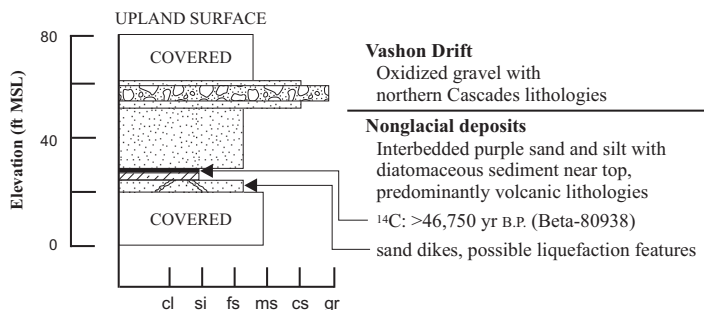 UPLAND SURFACE
80
40
0
Elevation (ft MSL)
COVERED
COVERED
cl si fs ms cs gr
Vashon Drift
Oxidized gravel with
northern Cascades lithologies
Nonglacial deposits
Interbedded purple sand and silt with
diatomaceous sediment near top,
predominantly volcanic lithologies
¹⁴C: >46,750 yr B.P. (Beta-80938)
sand dikes, possible liquefaction features